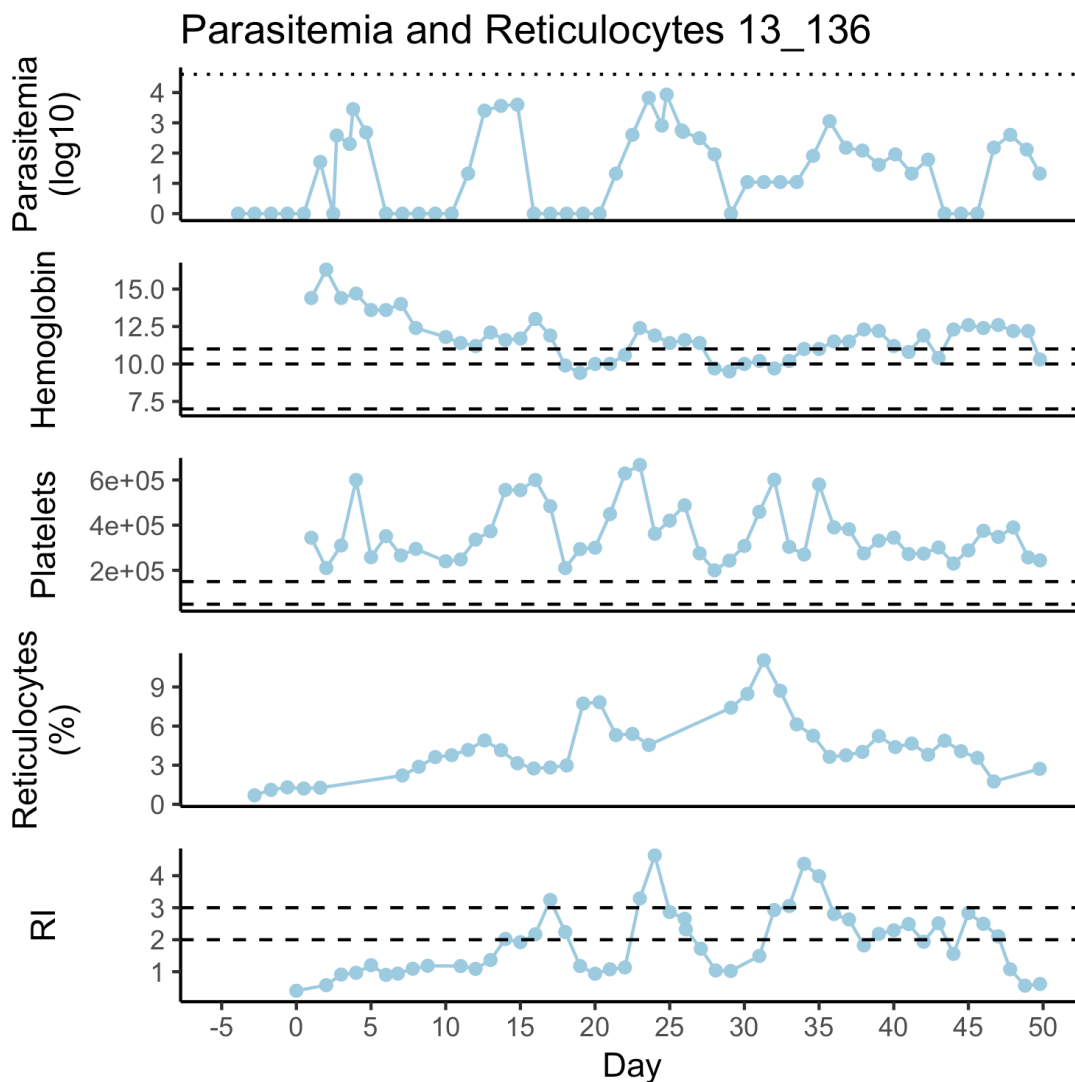 Parasitemia and Reticulocytes 13_136
Parasitemia
(log10)
4
3
2
1
0
Hemoglobin
15.0
12.5
10.0
7.5
Platelets
6e+05
4e+05
2e+05
Reticulocytes
(%)
9
6
3
0
RI
4
3
2
1
-5 0 5 10 15 20 25 30 35 40 45 50
Day